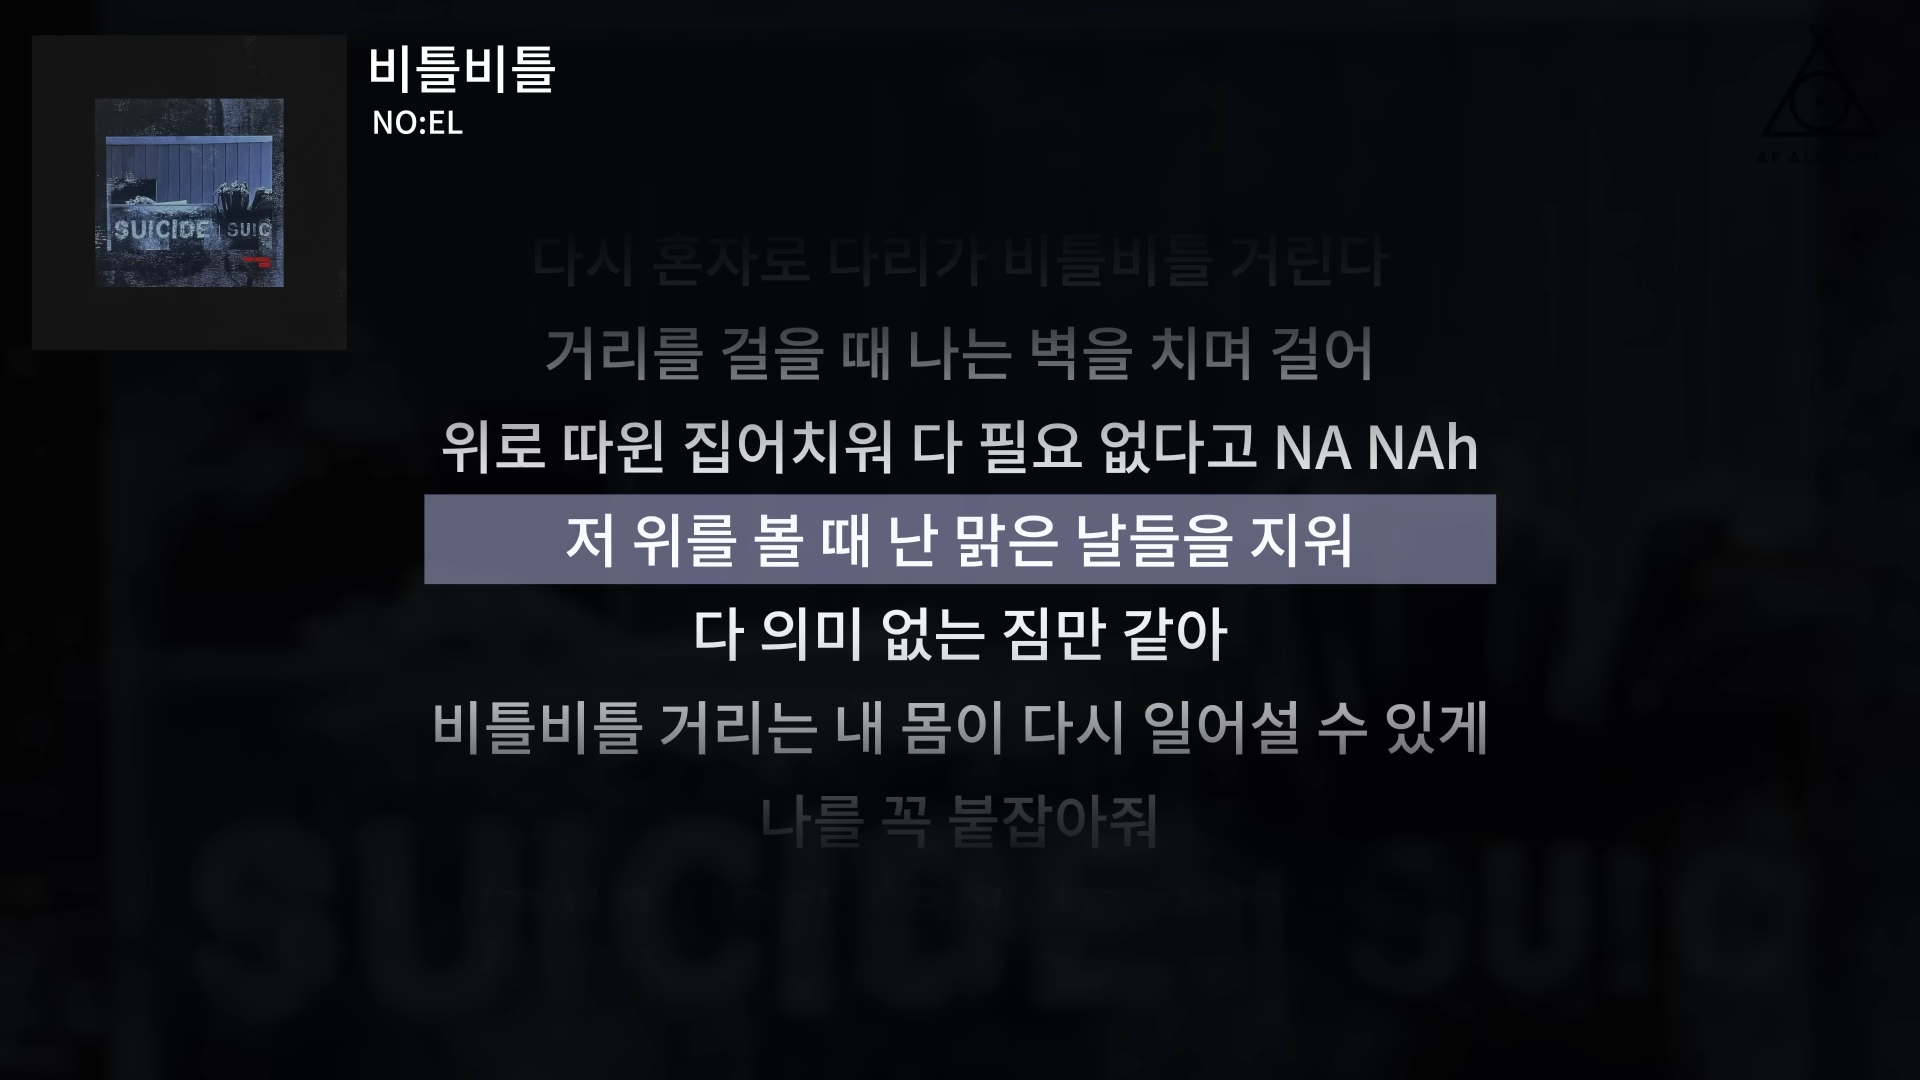 비틀비틀
NO:EL
SUICIDE SUIC
다시 혼자로 다리가 비틀비틀 거린다
거리를 걸을 때 나는 벽을 치며 걸어
위로 따윈 집어치워 다 필요 없다고 NA NAh
저 위를 볼 때 난 맑은 날들을 지워
다 의미 없는 짐만 같아
비틀비틀 거리는 내 몸이 다시 일어설 수 있게
나를 꼭 붙잡아줘
SUICIDE SUIC